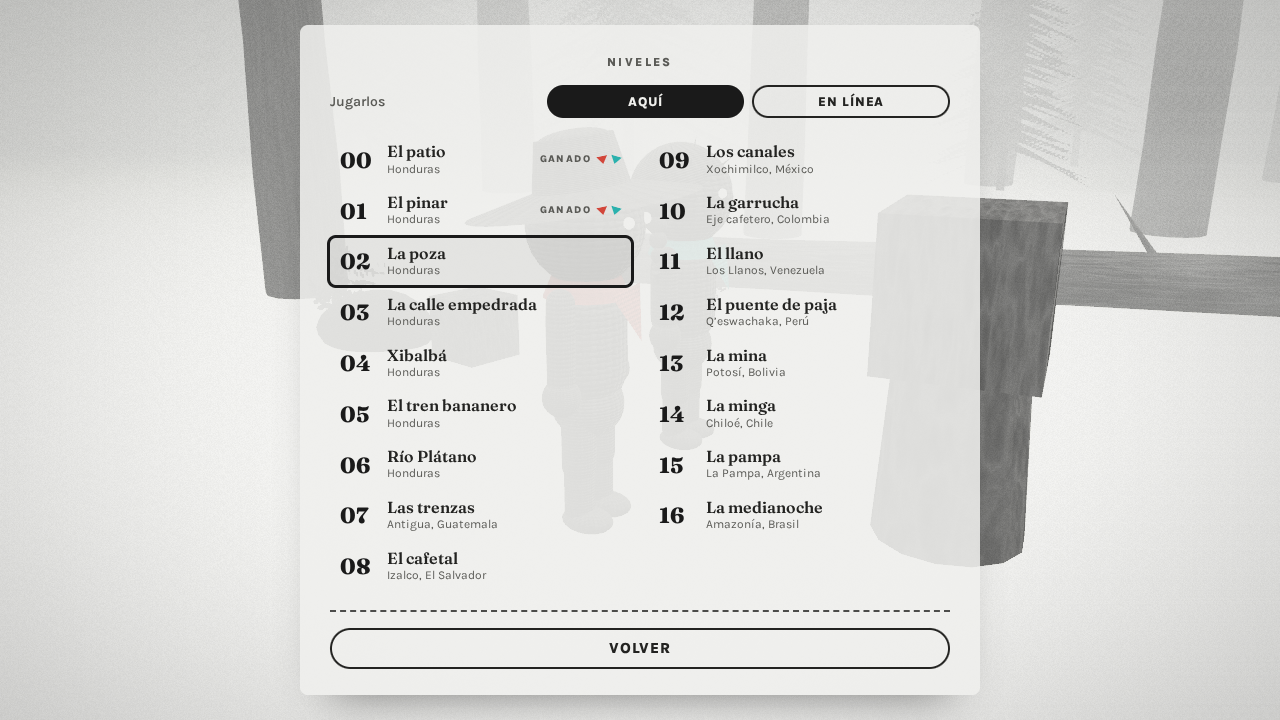 NIVELES
Jugarlos
AQUÍ
EN LÍNEA
00 El patio
Honduras
GANADO
01 El pinar
Honduras
GANADO
02 La poza
Honduras
03 La calle empedrada
Honduras
04 Xibalbá
Honduras
05 El tren bananero
Honduras
06 Río Plátano
Honduras
07 Las trenzas
Antigua, Guatemala
08 El cafetal
Izalco, El Salvador
09 Los canales
Xochimilco, México
10 La garrucha
Eje cafetero, Colombia
11 El llano
Los Llanos, Venezuela
12 El puente de paja
Q'eswachaka, Perú
13 La mina
Potosí, Bolivia
14 La minga
Chiloé, Chile
15 La pampa
La Pampa, Argentina
16 La medianoche
Amazonía, Brasil
VOLVER